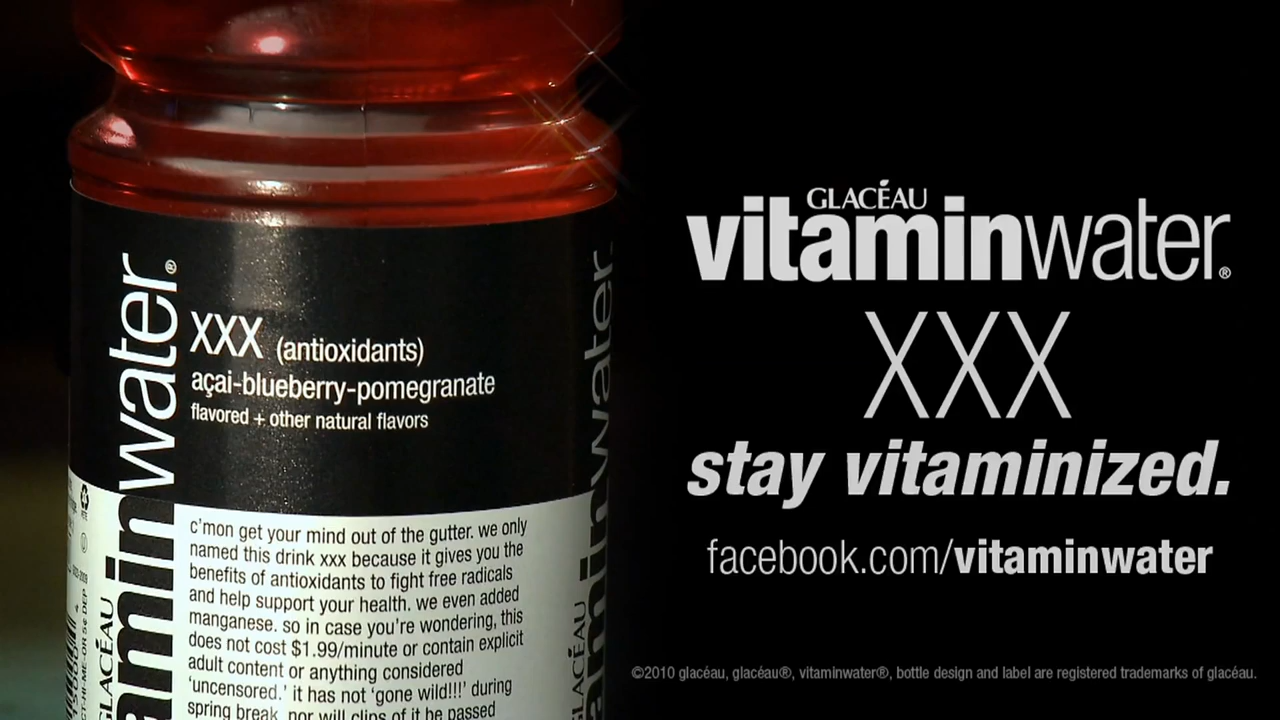 vitaminwater®
XXX (antioxidants)
açai-blueberry-pomegranate
flavored + other natural flavors
c'mon get your mind out of the gutter. we only
named this drink xxx because it gives you the
benefits of antioxidants to fight free radicals
and help support your health. we even added
manganese. so in case you're wondering, this
does not cost $1.99/minute or contain explicit
adult content or anything considered
'uncensored.' it has not 'gone wild!!!' during
spring break, nor will clips of it be passed
GLACÉAU
aminwater
GLACÉAU
GLACÉAU
vitaminwater®
XXX
stay vitaminized.
facebook.com/vitaminwater
©2010 glacéau, glacéau®, vitaminwater®, bottle design and label are registered trademarks of glacéau.